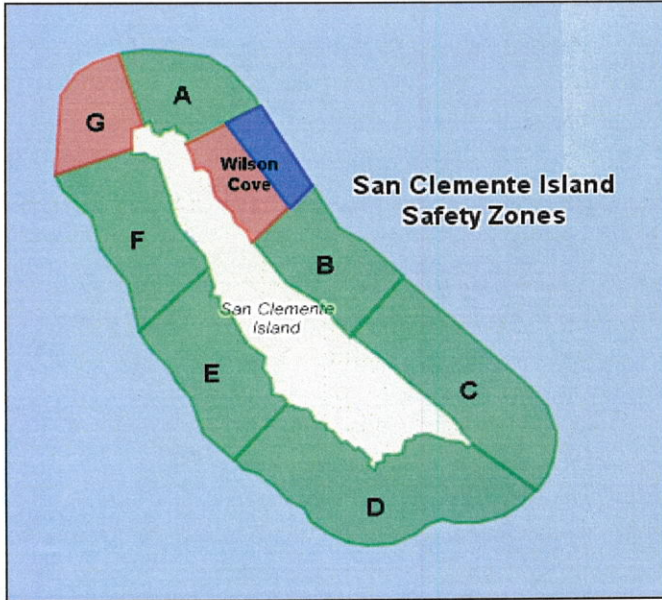 A
G
Wilson
Cove
San Clemente Island
Safety Zones
F
B
San Clemente
Island
E
C
D